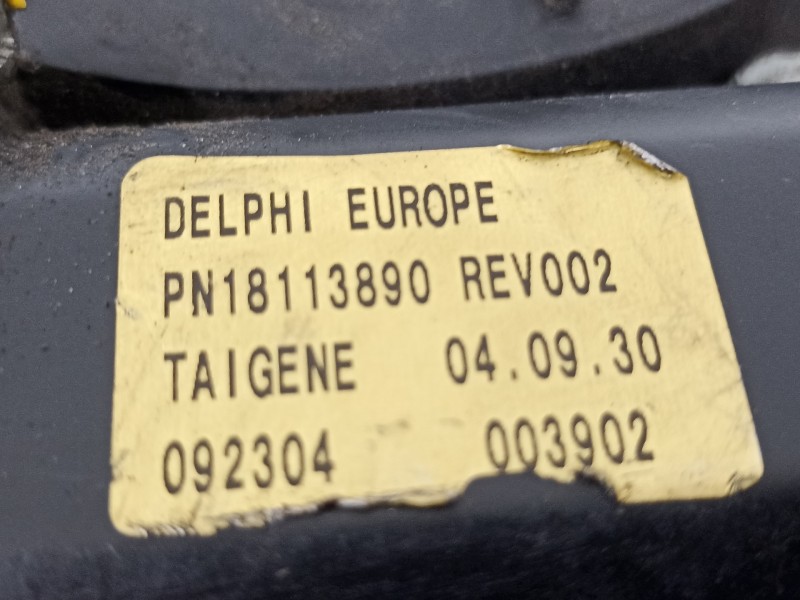 DELPHI EUROPE
PN18113890 REV002
TAIGENE 04.09.30
092304 003902